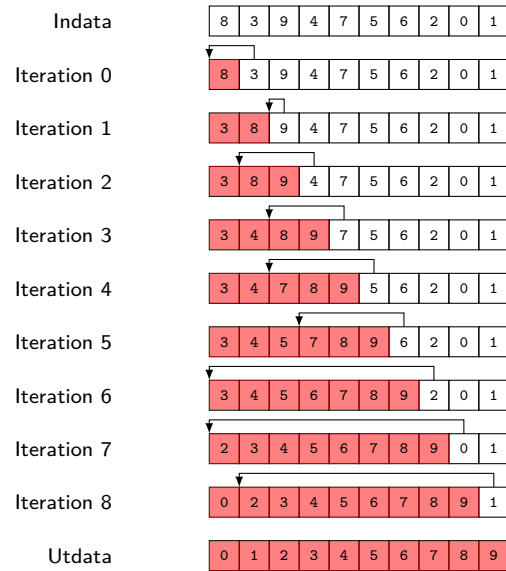 Indata 8 3 9 4 7 5 6 2 0 1
Iteration 0 8 3 9 4 7 5 6 2 0 1
Iteration 1 3 8 9 4 7 5 6 2 0 1
Iteration 2 3 8 9 4 7 5 6 2 0 1
Iteration 3 3 4 8 9 7 5 6 2 0 1
Iteration 4 3 4 7 8 9 5 6 2 0 1
Iteration 5 3 4 5 7 8 9 6 2 0 1
Iteration 6 3 4 5 6 7 8 9 2 0 1
Iteration 7 2 3 4 5 6 7 8 9 0 1
Iteration 8 0 2 3 4 5 6 7 8 9 1
Utdata 0 1 2 3 4 5 6 7 8 9